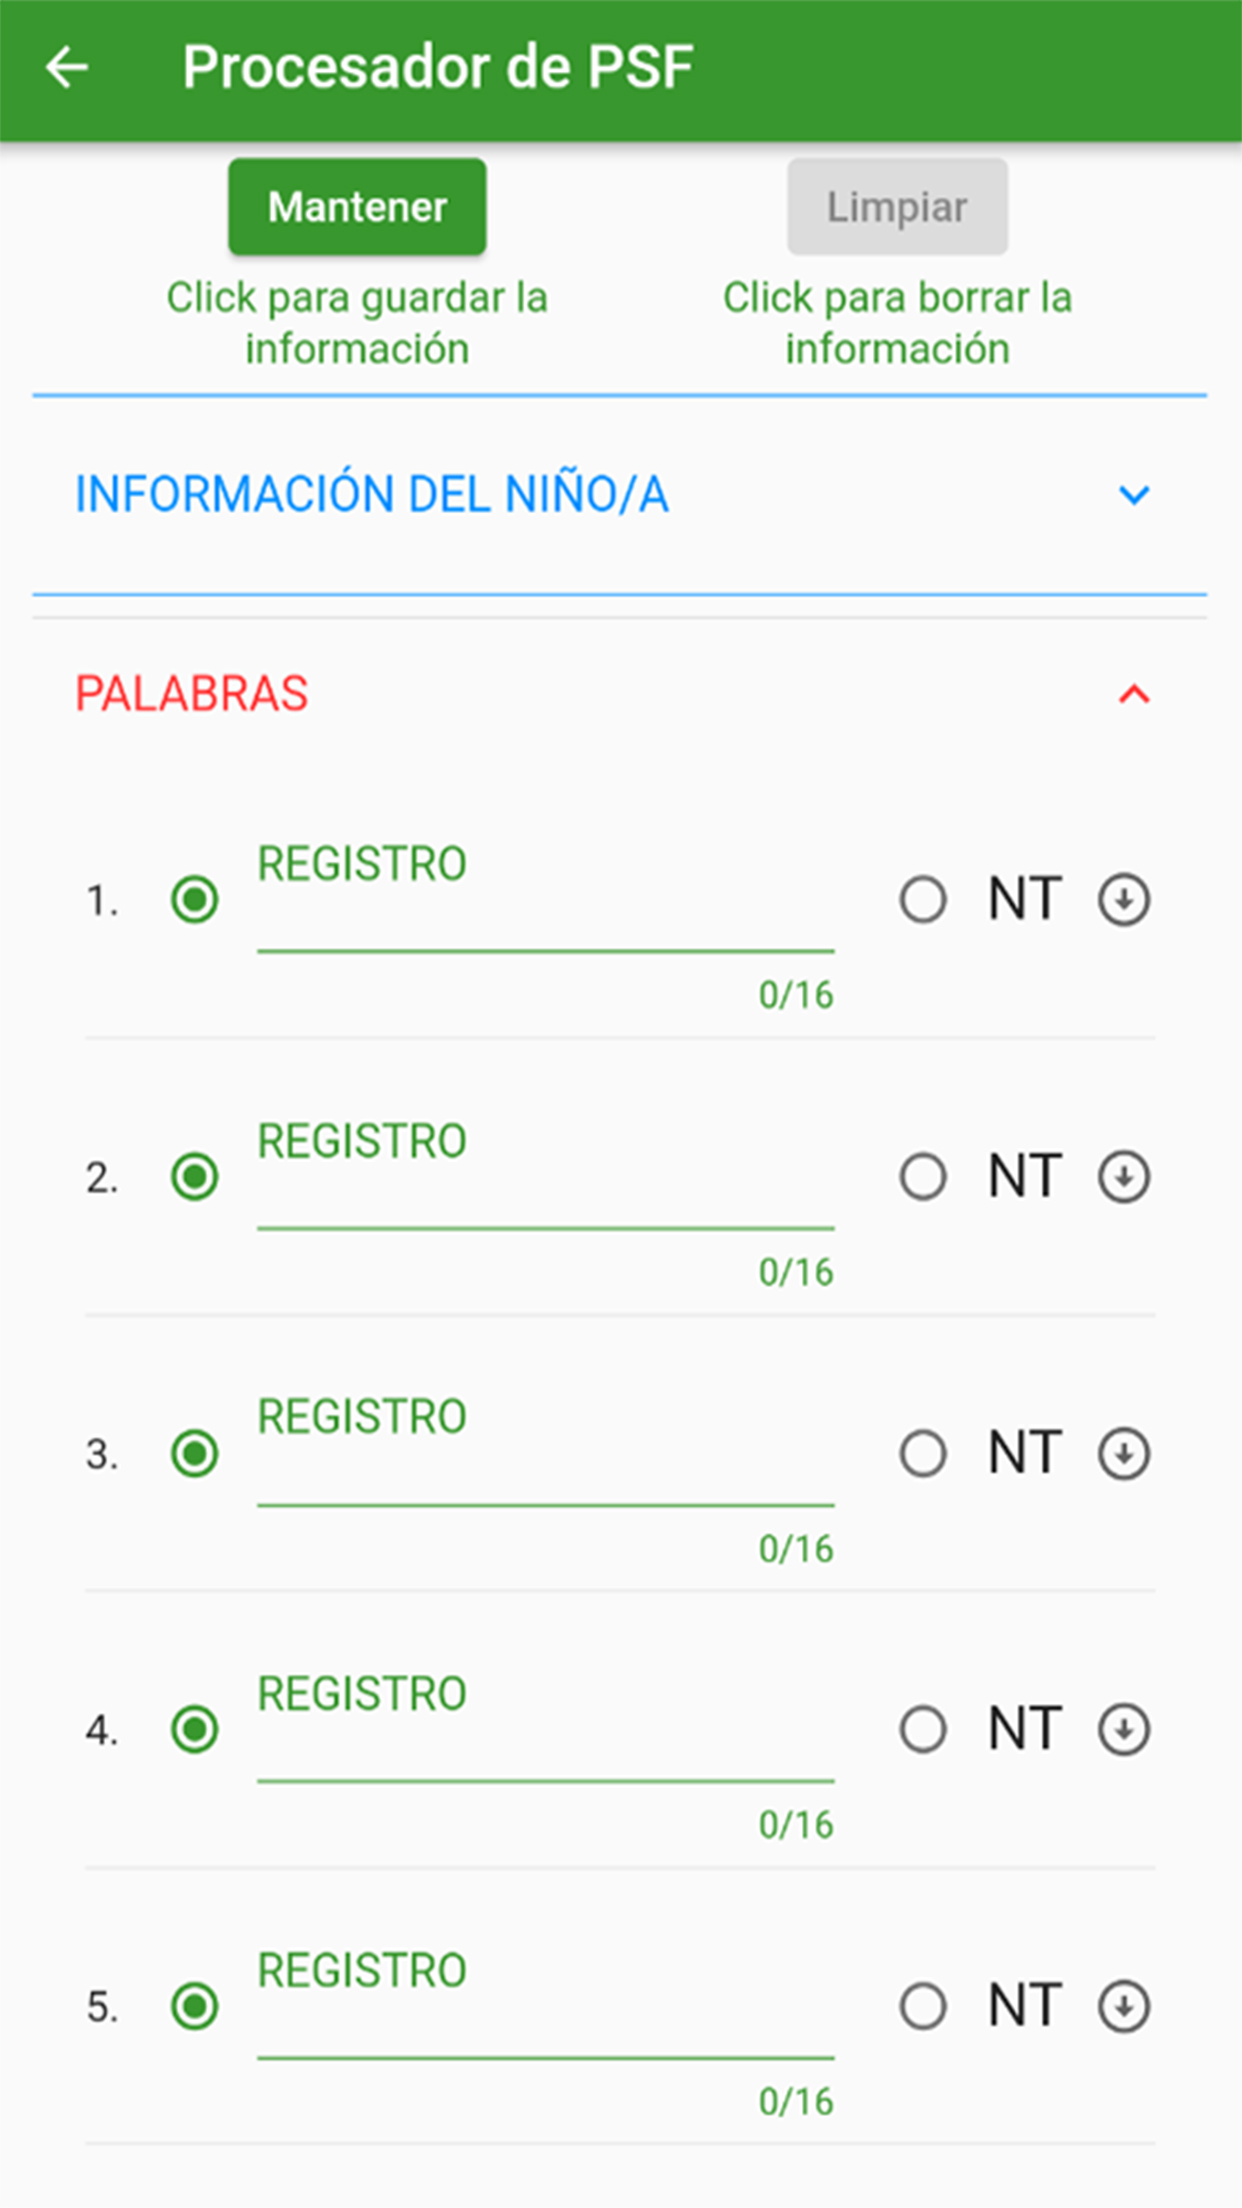 Procesador de PSF
Mantener
Limpiar
Click para guardar la
información
Click para borrar la
información
INFORMACIÓN DEL NIÑO/A
PALABRAS
1.
REGISTRO
NT
0/16
2.
REGISTRO
NT
0/16
3.
REGISTRO
NT
0/16
4.
REGISTRO
NT
0/16
5.
REGISTRO
NT
0/16